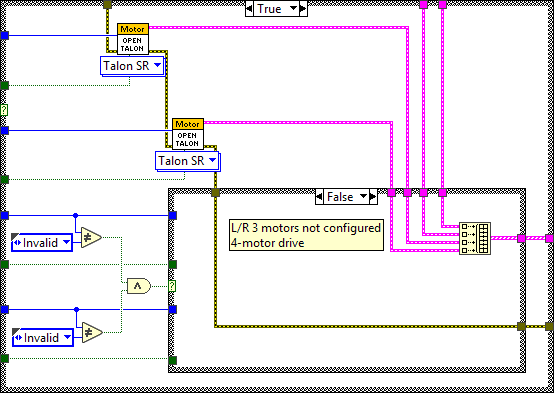 True
Motor
OPEN
TALON
Talon SR
?
Motor
OPEN
TALON
Talon SR
False
L/R 3 motors not configured
4-motor drive
Invalid
≠
∧
?
Invalid
≠